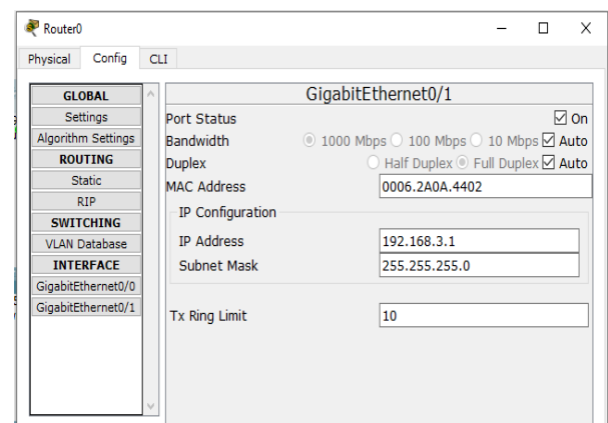 Router0
Physical Config CLI
GLOBAL
Settings
Algorithm Settings
ROUTING
Static
RIP
SWITCHING
VLAN Database
INTERFACE
GigabitEthernet0/0
GigabitEthernet0/1
GigabitEthernet0/1
Port Status On
Bandwidth 1000 Mbps 100 Mbps 10 Mbps Auto
Duplex Half Duplex Full Duplex Auto
MAC Address 0006.2A0A.4402
IP Configuration
IP Address 192.168.3.1
Subnet Mask 255.255.255.0
Tx Ring Limit 10